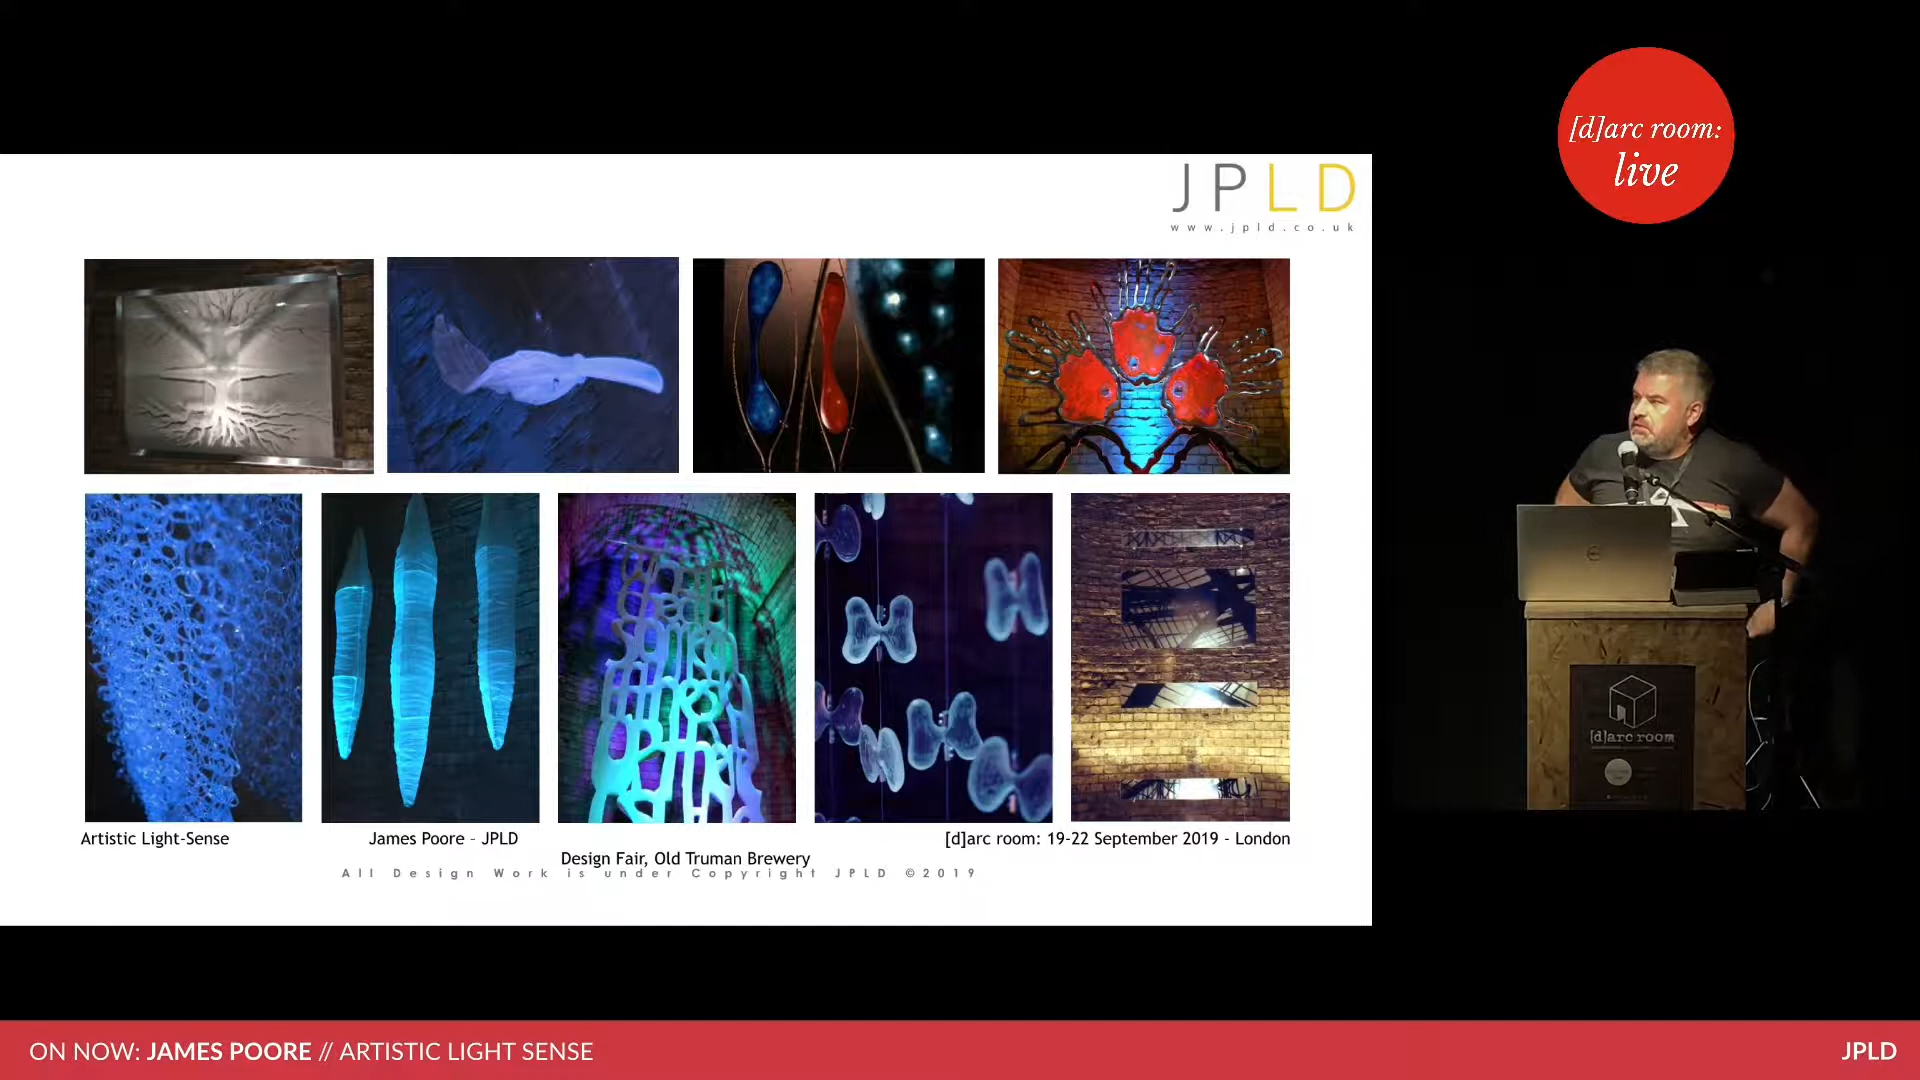 [d]arc room:
live
JPLD
www.jpld.co.uk
Artistic Light-Sense
James Poore - JPLD
[d]arc room: 19-22 September 2019 - London
Design Fair, Old Truman Brewery
All Design Work is under Copyright JPLD ©2019
[d]arc room
ON NOW: JAMES POORE // ARTISTIC LIGHT SENSE
JPLD